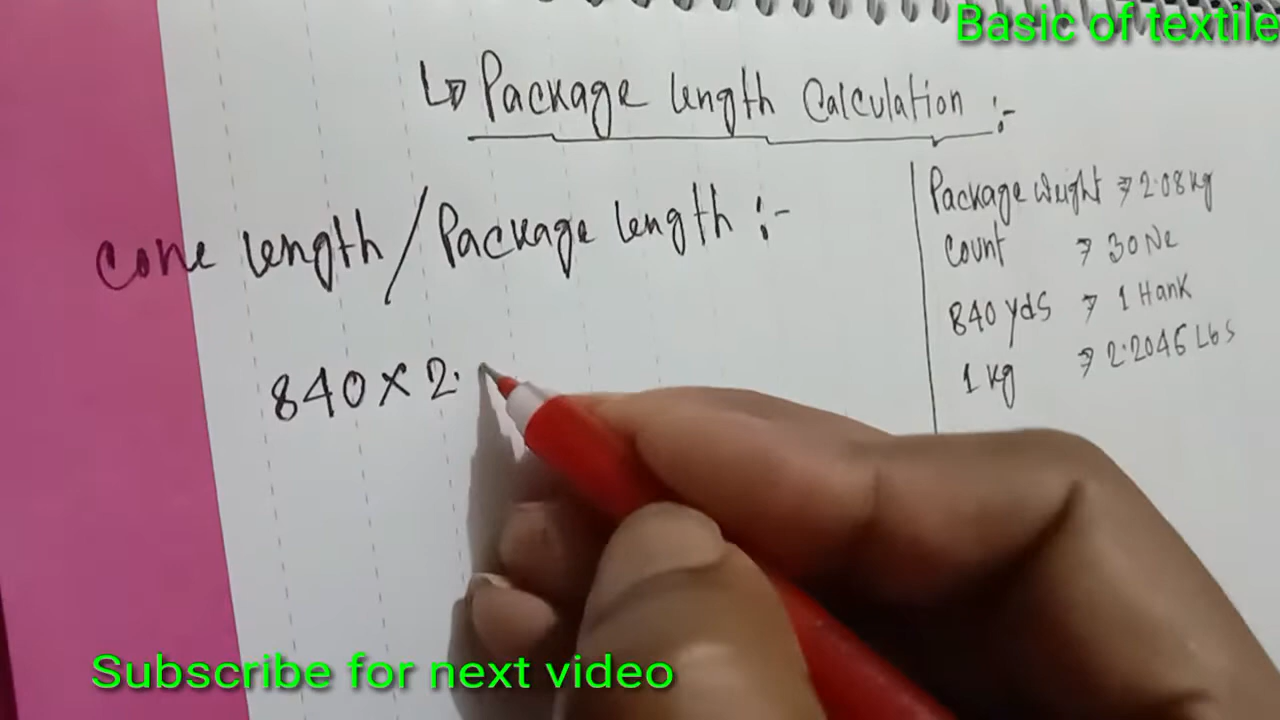 Basic of textile
↳ Package length Calculation :-
Cone length / Package length :-
840 × 2.
Package weight → 2.08 kg
Count → 30 Ne
840 yds → 1 Hank
1 kg → 2.2046 Lbs
Subscribe for next video